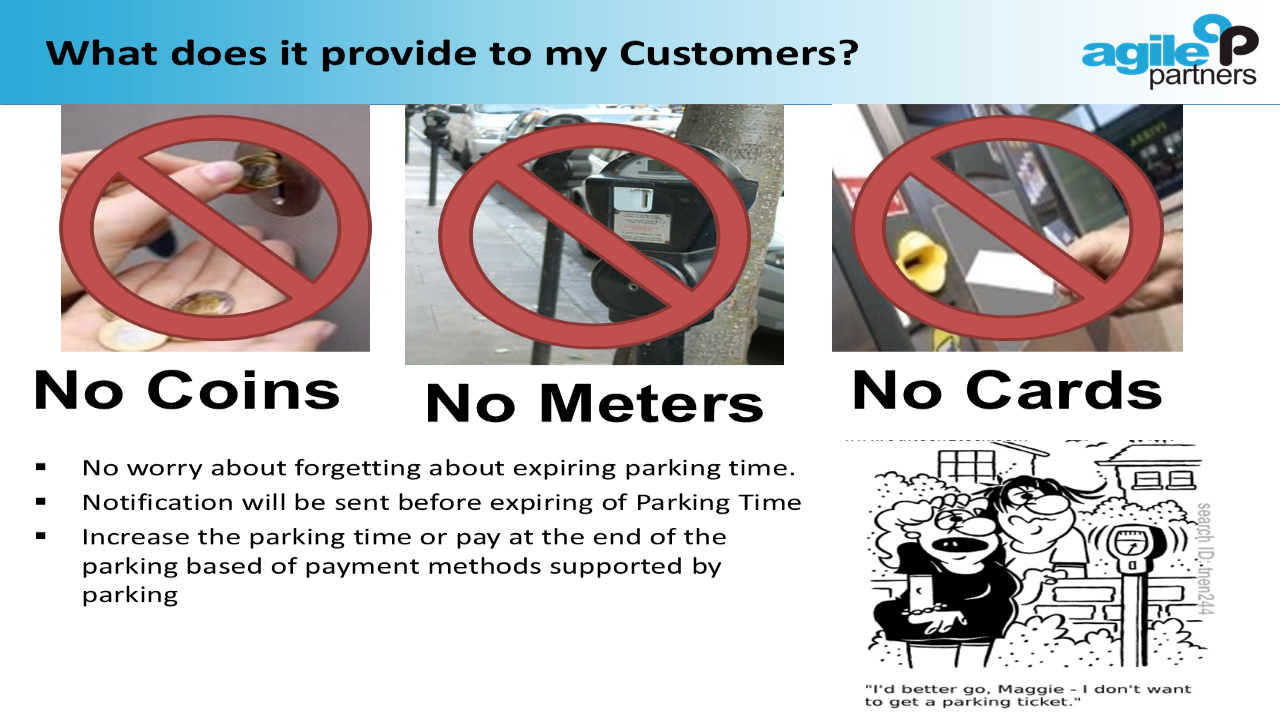 What does it provide to my Customers?
agile
partners
No Coins
No Meters
No Cards
▪ No worry about forgetting about expiring parking time.
▪ Notification will be sent before expiring of Parking Time
▪ Increase the parking time or pay at the end of the
parking based of payment methods supported by
parking
search ID: tnen244
"I'd better go, Maggie - I don't want
to get a parking ticket."